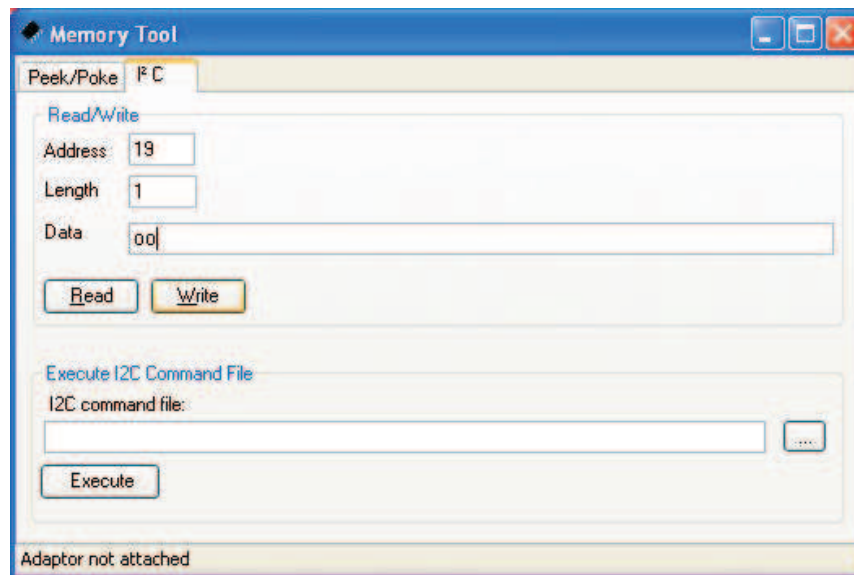 Memory Tool
Peek/Poke I²C
Read/Write
Address 19
Length 1
Data oo
Read Write
Execute I2C Command File
I2C command file:
...
Execute
Adaptor not attached